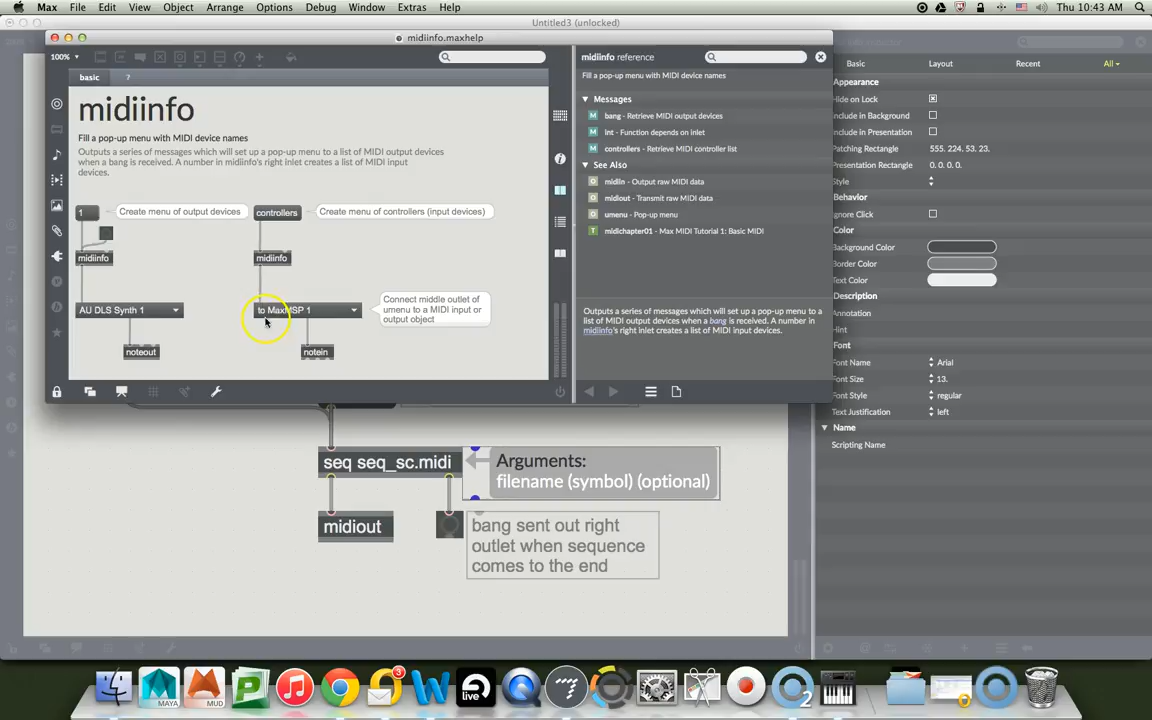 Max File Edit View Object Arrange Options Debug Window Extras Help
Thu 10:43 AM
Untitled3 (unlocked)
midiinfo.maxhelp
100%
basic ?
midiinfo
Fill a pop-up menu with MIDI device names
Outputs a series of messages which will set up a pop-up menu to a list of MIDI output devices
when a bang is received. A number in midiinfo's right inlet creates a list of MIDI input
devices.
1
Create menu of output devices
controllers
Create menu of controllers (input devices)
midiinfo
midiinfo
AU DLS Synth 1
to MaxMSP 1
Connect middle outlet of
umenu to a MIDI input or
output object
noteout
notein
midiinfo reference
Fill a pop-up menu with MIDI device names
Messages
M bang - Retrieve MIDI output devices
M int - Function depends on inlet
M controllers - Retrieve MIDI controller list
See Also
O midiin - Output raw MIDI data
O midiout - Transmit raw MIDI data
O umenu - Pop-up menu
T midichapter01 - Max MIDI Tutorial 1: Basic MIDI
Outputs a series of messages which will set up a pop-up menu to a
list of MIDI output devices when a bang is received. A number in
midiinfo's right inlet creates a list of MIDI input devices.
seq seq_sc.midi
Arguments:
filename (symbol) (optional)
midiout
bang sent out right
outlet when sequence
comes to the end
Basic Layout Recent All
Appearance
Hide on Lock
Include in Background
Include in Presentation
Patching Rectangle 555. 224. 53. 23.
Presentation Rectangle 0. 0. 0. 0.
Style
Behavior
Ignore Click
Color
Background Color
Border Color
Text Color
Description
Annotation
Hint
Font
Font Name Arial
Font Size 13.
Font Style regular
Text Justification left
Name
Scripting Name
MAYA
MUD
3
live
2